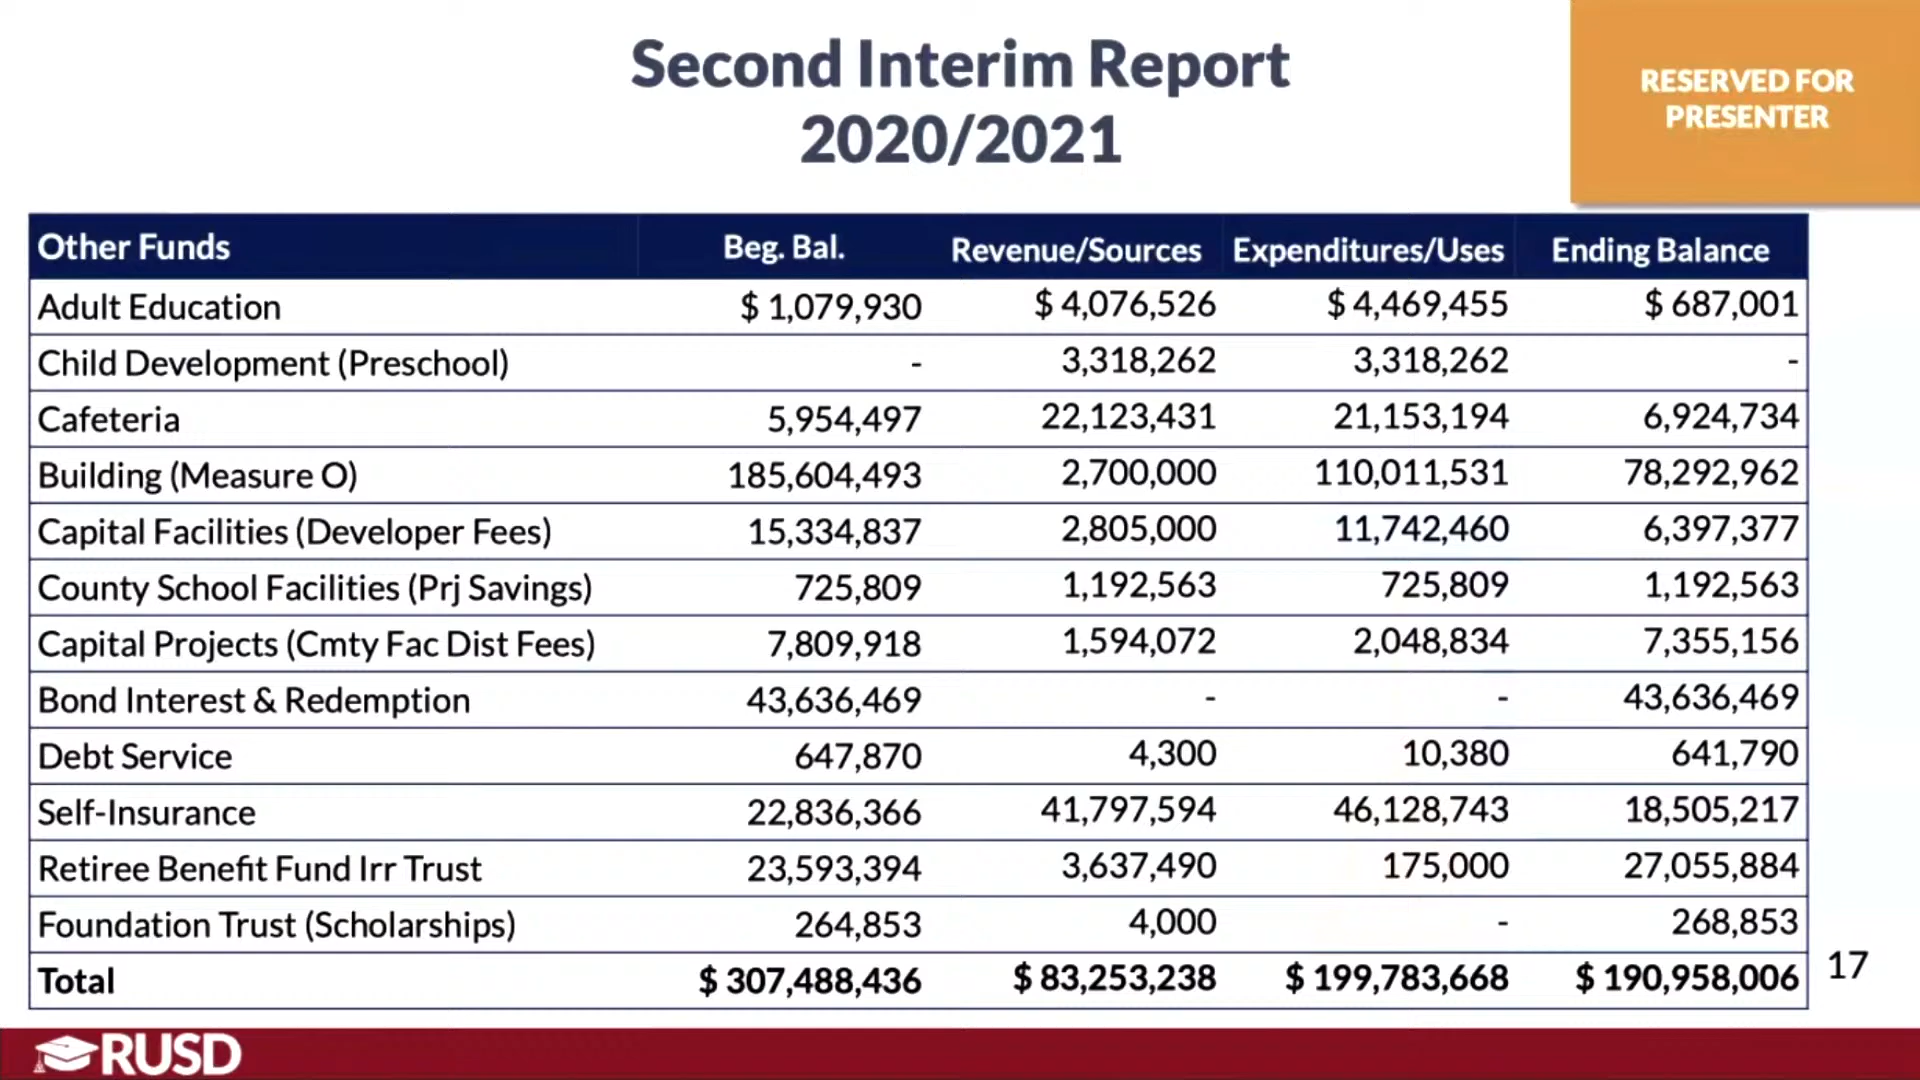 Second Interim Report
2020/2021
RESERVED FOR
PRESENTER
Other Funds Beg. Bal. Revenue/Sources Expenditures/Uses Ending Balance
Adult Education $ 1,079,930 $ 4,076,526 $ 4,469,455 $ 687,001
Child Development (Preschool) - 3,318,262 3,318,262 -
Cafeteria 5,954,497 22,123,431 21,153,194 6,924,734
Building (Measure O) 185,604,493 2,700,000 110,011,531 78,292,962
Capital Facilities (Developer Fees) 15,334,837 2,805,000 11,742,460 6,397,377
County School Facilities (Prj Savings) 725,809 1,192,563 725,809 1,192,563
Capital Projects (Cmty Fac Dist Fees) 7,809,918 1,594,072 2,048,834 7,355,156
Bond Interest & Redemption 43,636,469 - - 43,636,469
Debt Service 647,870 4,300 10,380 641,790
Self-Insurance 22,836,366 41,797,594 46,128,743 18,505,217
Retiree Benefit Fund Irr Trust 23,593,394 3,637,490 175,000 27,055,884
Foundation Trust (Scholarships) 264,853 4,000 - 268,853
Total $ 307,488,436 $ 83,253,238 $ 199,783,668 $ 190,958,006
17
RUSD